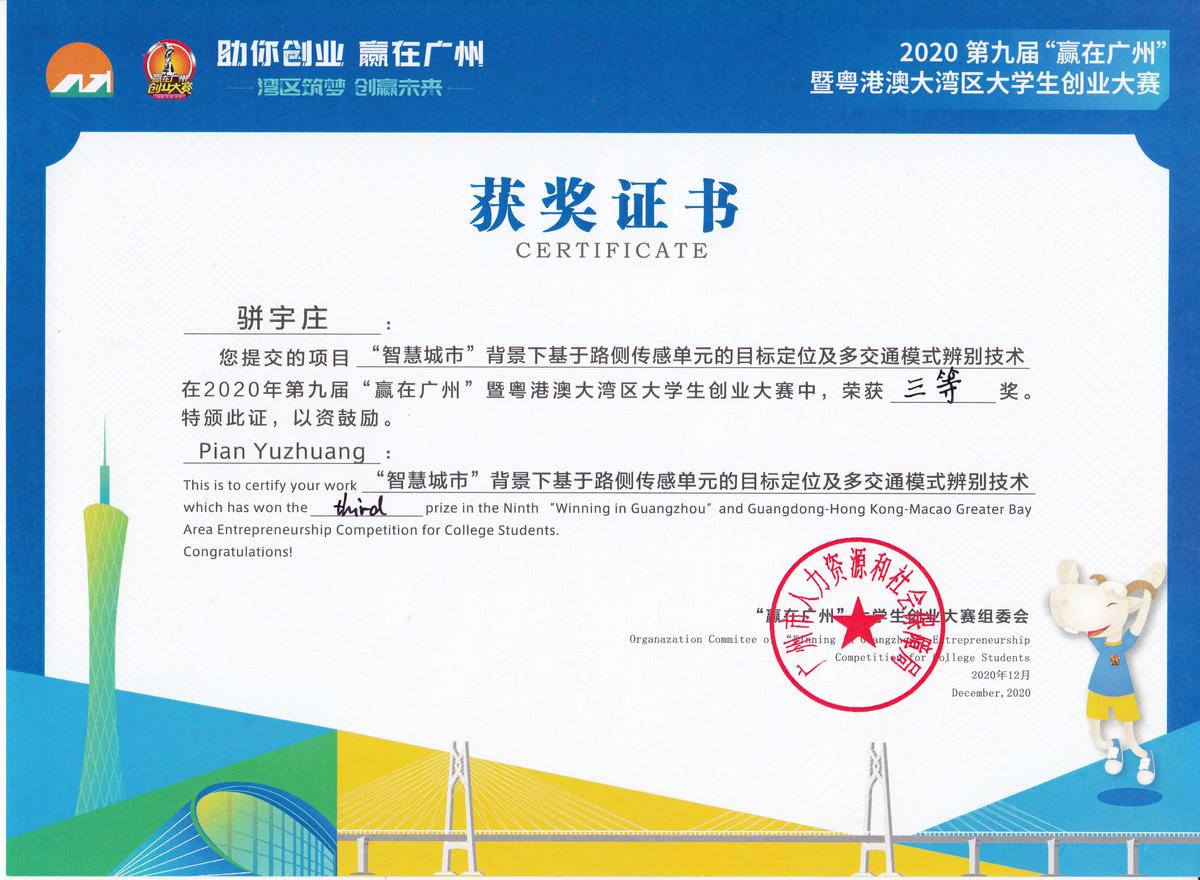 助你创业 赢在广州
湾区筑梦 创赢未来
赢在广州
创业大赛
2020 第九届“赢在广州”
暨粤港澳大湾区大学生创业大赛
获奖证书
CERTIFICATE
骈宇庄：
您提交的项目 “智慧城市”背景下基于路侧传感单元的目标定位及多交通模式辨别技术
在2020年第九届“赢在广州”暨粤港澳大湾区大学生创业大赛中，荣获 三等 奖。
特颁此证，以资鼓励。
Pian Yuzhuang：
This is to certify your work “智慧城市”背景下基于路侧传感单元的目标定位及多交通模式辨别技术
which has won the third prize in the Ninth “Winning in Guangzhou” and Guangdong-Hong Kong-Macao Greater Bay
Area Entrepreneurship Competition for College Students.
Congratulations!
广州市人力资源和社会保障局
“赢在广州”大学生创业大赛组委会
Organazation Commitee of “Winning in Guangzhou” Entrepreneurship
Competition for College Students
2020年12月
December,2020